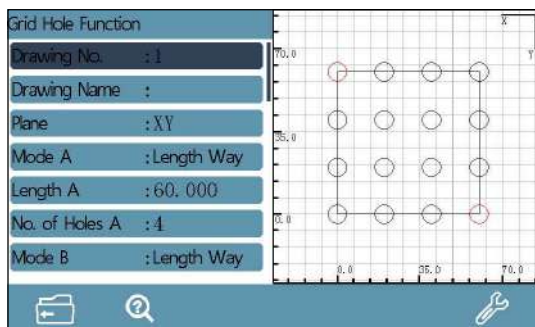 Grid Hole Function
Drawing No. :1
Drawing Name :
Plane :XY
Mode A :Length Way
Length A :60.000
No. of Holes A :4
Mode B :Length Way
X
Y
70.0
35.0
0.0
0.0 35.0 70.0